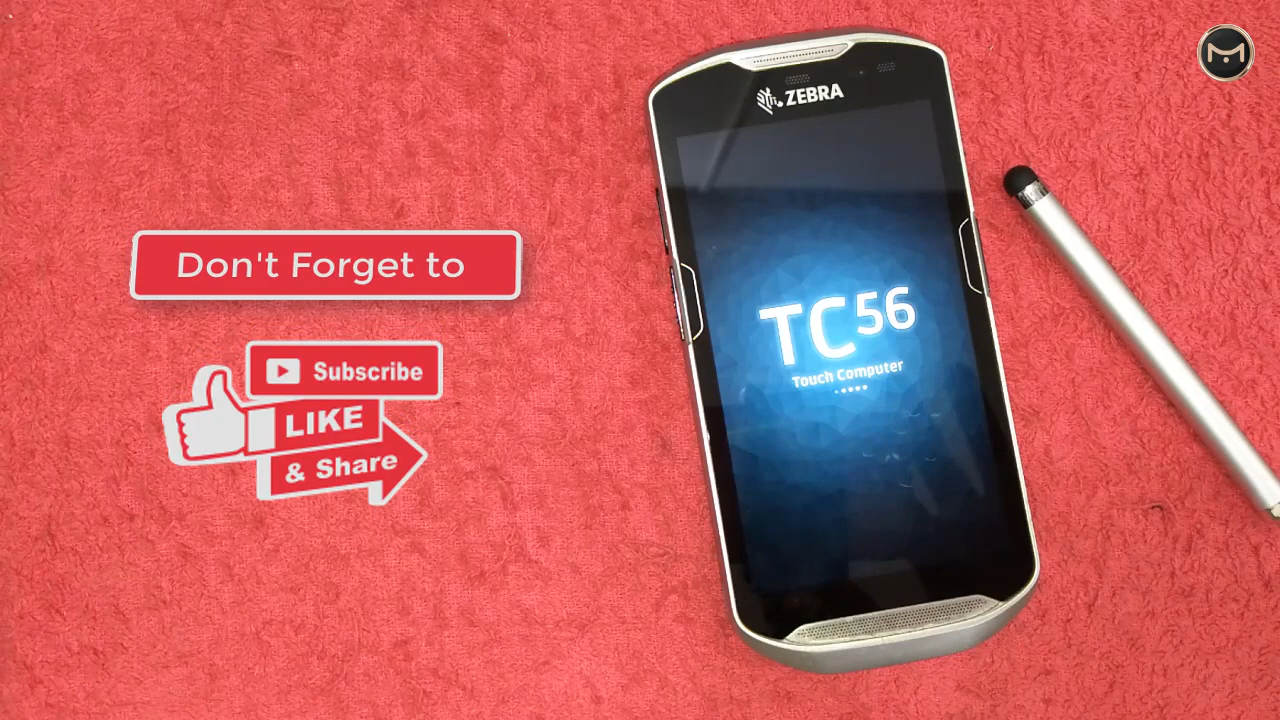 Don't Forget to
Subscribe
LIKE
& Share
ZEBRA
TC56
Touch Computer
M